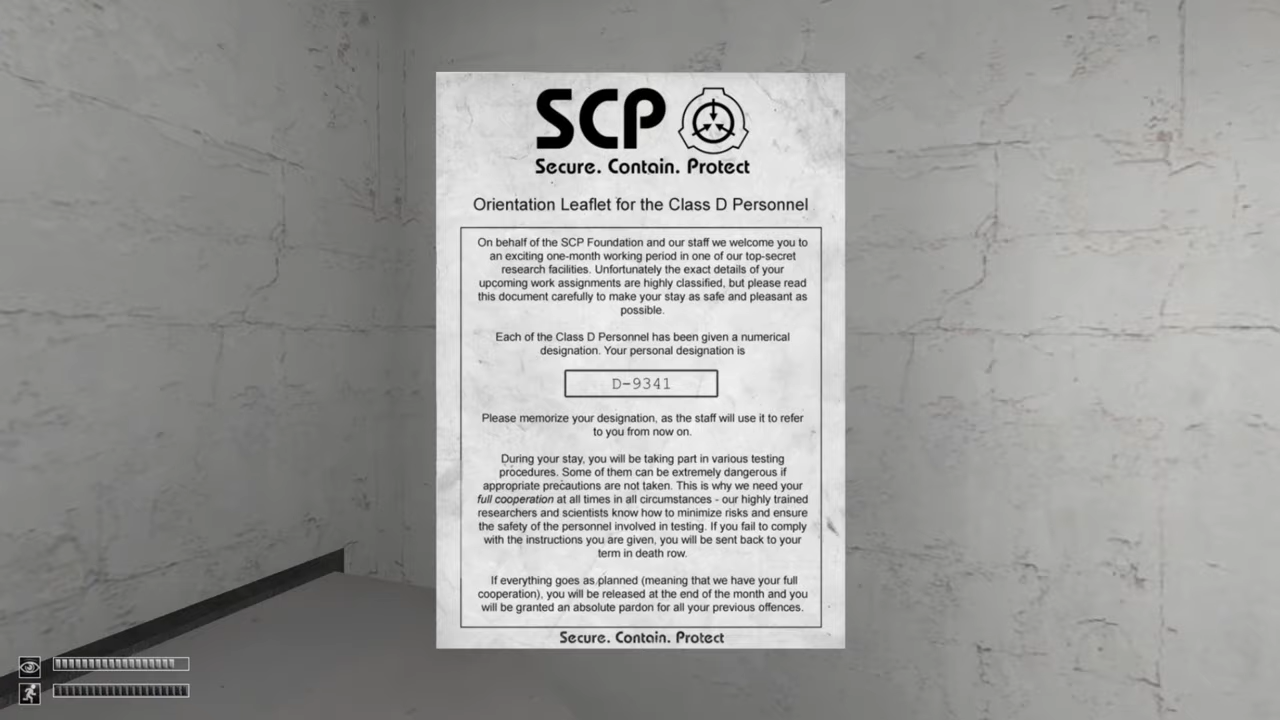 SCP
Secure. Contain. Protect
Orientation Leaflet for the Class D Personnel
On behalf of the SCP Foundation and our staff we welcome you to
an exciting one-month working period in one of our top-secret
research facilities. Unfortunately the exact details of your
upcoming work assignments are highly classified, but please read
this document carefully to make your stay as safe and pleasant as
possible.
Each of the Class D Personnel has been given a numerical
designation. Your personal designation is
D-9341
Please memorize your designation, as the staff will use it to refer
to you from now on.
During your stay, you will be taking part in various testing
procedures. Some of them can be extremely dangerous if
appropriate precautions are not taken. This is why we need your
full cooperation at all times in all circumstances - our highly trained
researchers and scientists know how to minimize risks and ensure
the safety of the personnel involved in testing. If you fail to comply
with the instructions you are given, you will be sent back to your
term in death row.
If everything goes as planned (meaning that we have your full
cooperation), you will be released at the end of the month and you
will be granted an absolute pardon for all your previous offences.
Secure. Contain. Protect